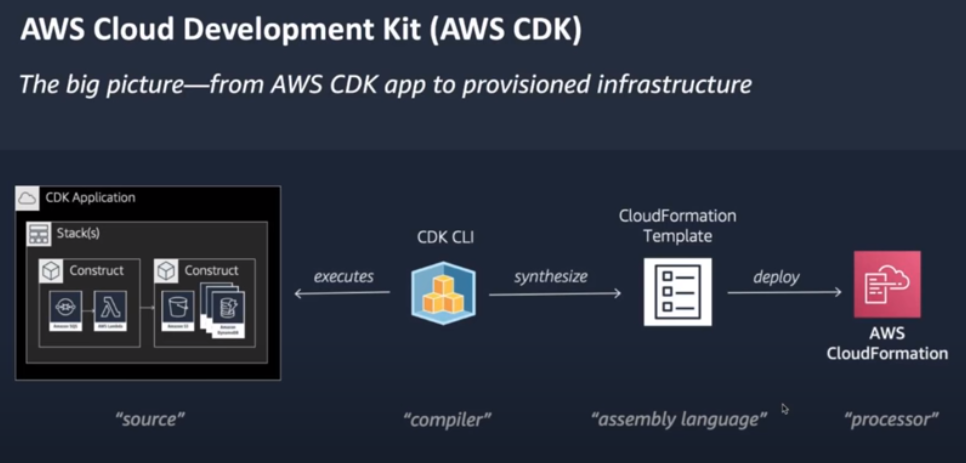 AWS Cloud Development Kit (AWS CDK)
The big picture—from AWS CDK app to provisioned infrastructure
CDK Application
Stack(s)
Construct
Construct
Amazon SQS
AWS Lambda
Amazon S3
Amazon DynamoDB
executes
CDK CLI
synthesize
CloudFormation
Template
deploy
AWS
CloudFormation
“source”
“compiler”
“assembly language”
“processor”